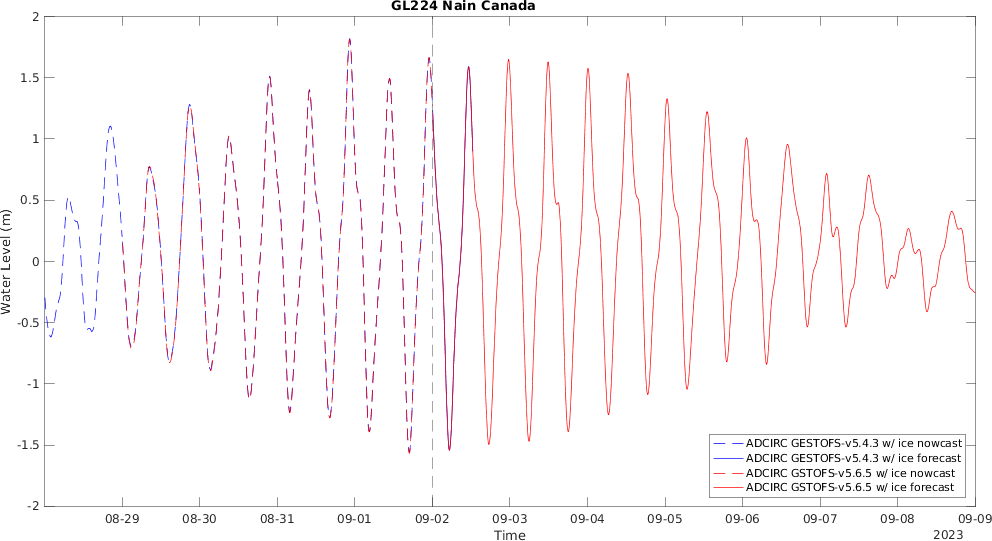 GL224 Nain Canada
2
1.5
1
0.5
0
-0.5
-1
-1.5
-2
Water Level (m)
ADCIRC GESTOFS-v5.4.3 w/ ice nowcast
ADCIRC GESTOFS-v5.4.3 w/ ice forecast
ADCIRC GSTOFS-v5.6.5 w/ ice nowcast
ADCIRC GSTOFS-v5.6.5 w/ ice forecast
08-29 08-30 08-31 09-01 09-02 09-03 09-04 09-05 09-06 09-07 09-08 09-09
Time
2023